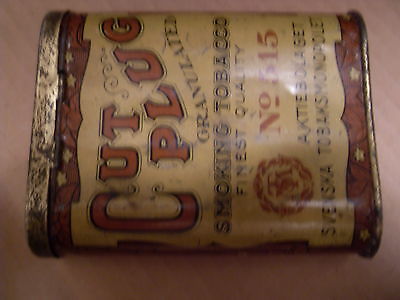 CUT
PLUG
GRANULATED
SMOKING TOBACCO
FINEST QUALITY
No 515
AKTIEBOLAGET
SVENSKA TOBAKSMONOPOLET